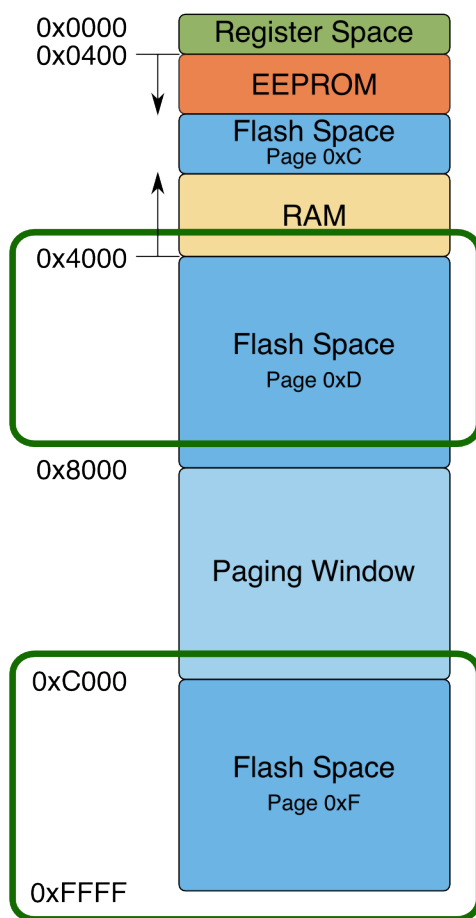 0x0000
Register Space
0x0400
EEPROM
Flash Space
Page 0xC
RAM
0x4000
Flash Space
Page 0xD
0x8000
Paging Window
0xC000
Flash Space
Page 0xF
0xFFFF